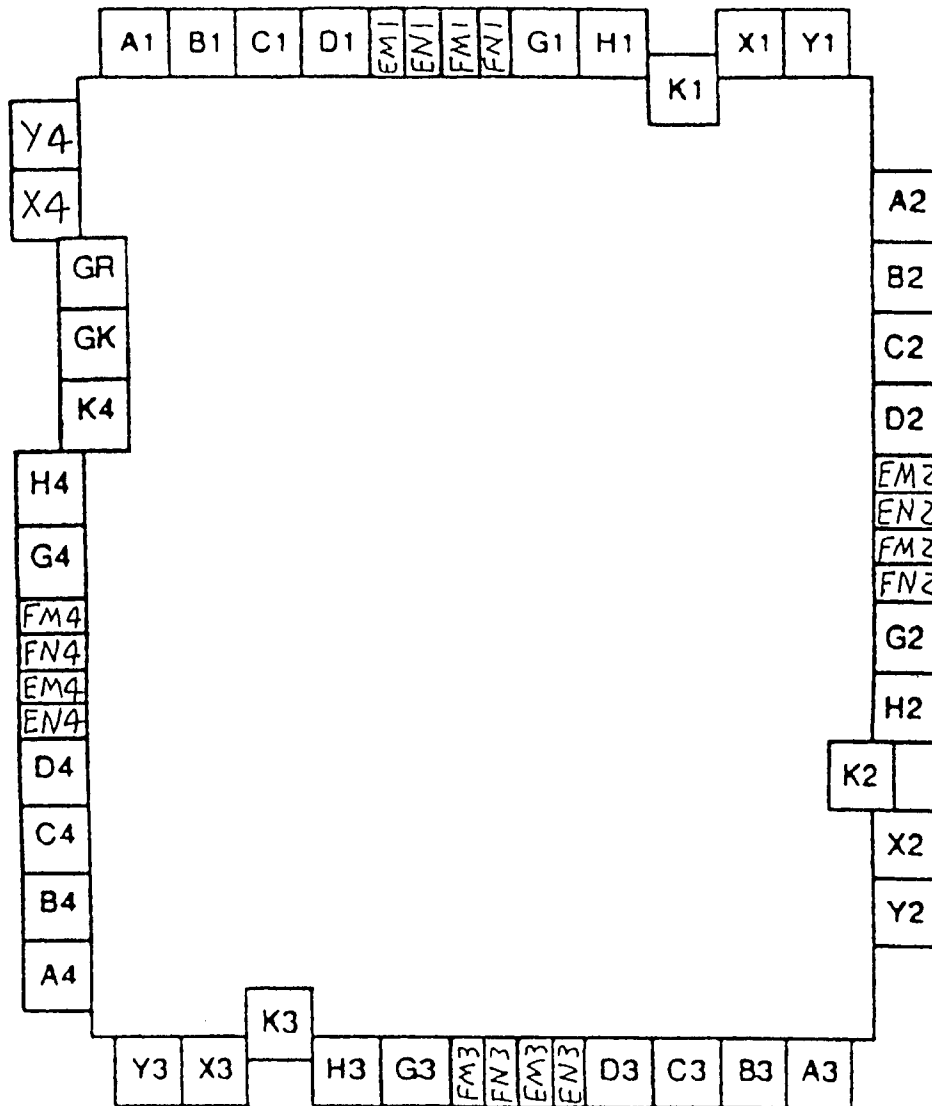 A1 B1 C1 D1 EM1 EN1 FM1 FN1 G1 H1 K1 X1 Y1
Y4
X4
GR
GK
K4
H4
G4
FM4
FN4
EM4
EN4
D4
C4
B4
A4
A2
B2
C2
D2
EM2
EN2
FM2
FN2
G2
H2
K2
X2
Y2
Y3 X3 K3 H3 G3 FM3 FN3 EM3 EN3 D3 C3 B3 A3